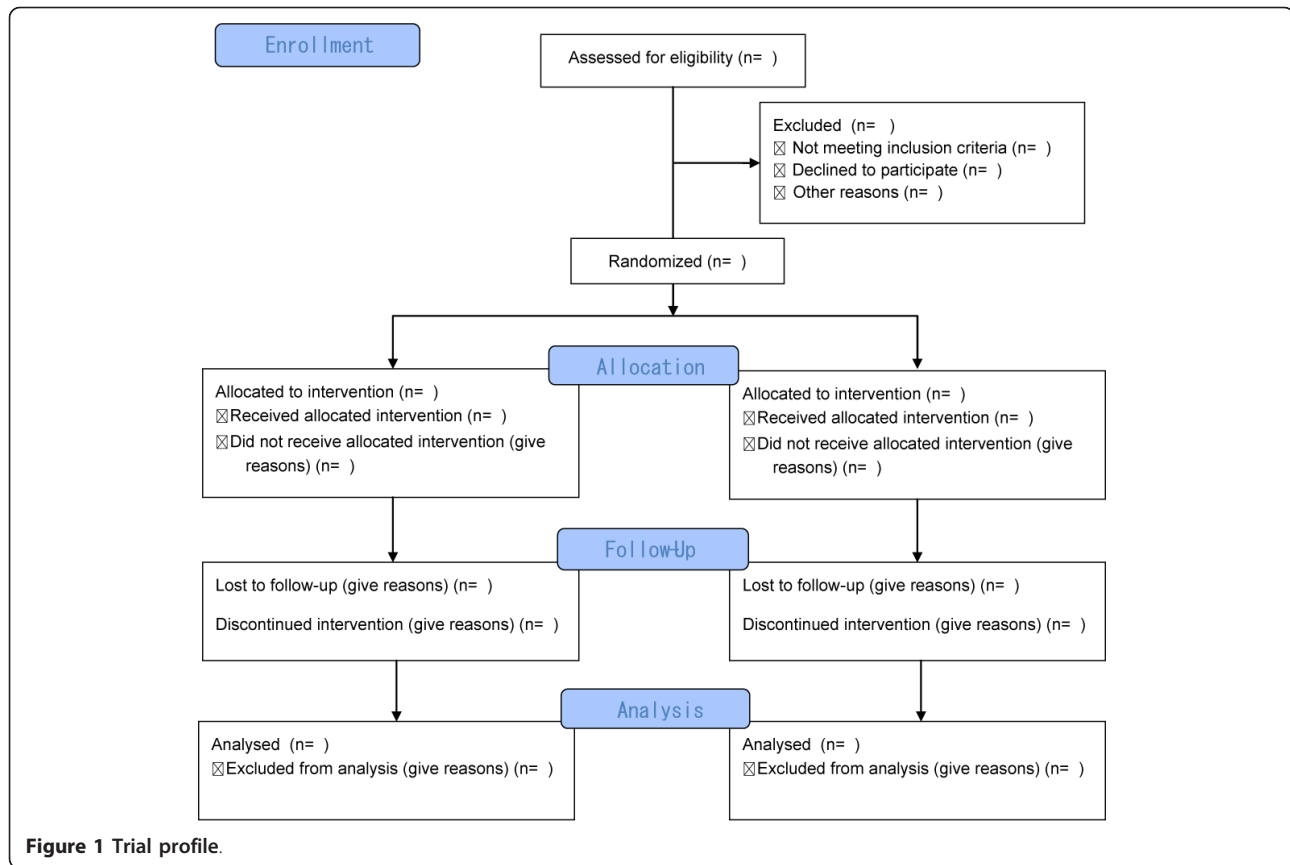 Enrollment
Assessed for eligibility (n= )
Excluded (n= )
☒ Not meeting inclusion criteria (n= )
☒ Declined to participate (n= )
☒ Other reasons (n= )
Randomized (n= )
Allocation
Allocated to intervention (n= )
☒Received allocated intervention (n= )
☒Did not receive allocated intervention (give
reasons) (n= )
Allocated to intervention (n= )
☒Received allocated intervention (n= )
☒Did not receive allocated intervention (give
reasons) (n= )
Follow-Up
Lost to follow-up (give reasons) (n= )
Discontinued intervention (give reasons) (n= )
Lost to follow-up (give reasons) (n= )
Discontinued intervention (give reasons) (n= )
Analysis
Analysed (n= )
☒Excluded from analysis (give reasons) (n= )
Analysed (n= )
☒Excluded from analysis (give reasons) (n= )
Figure 1 Trial profile.